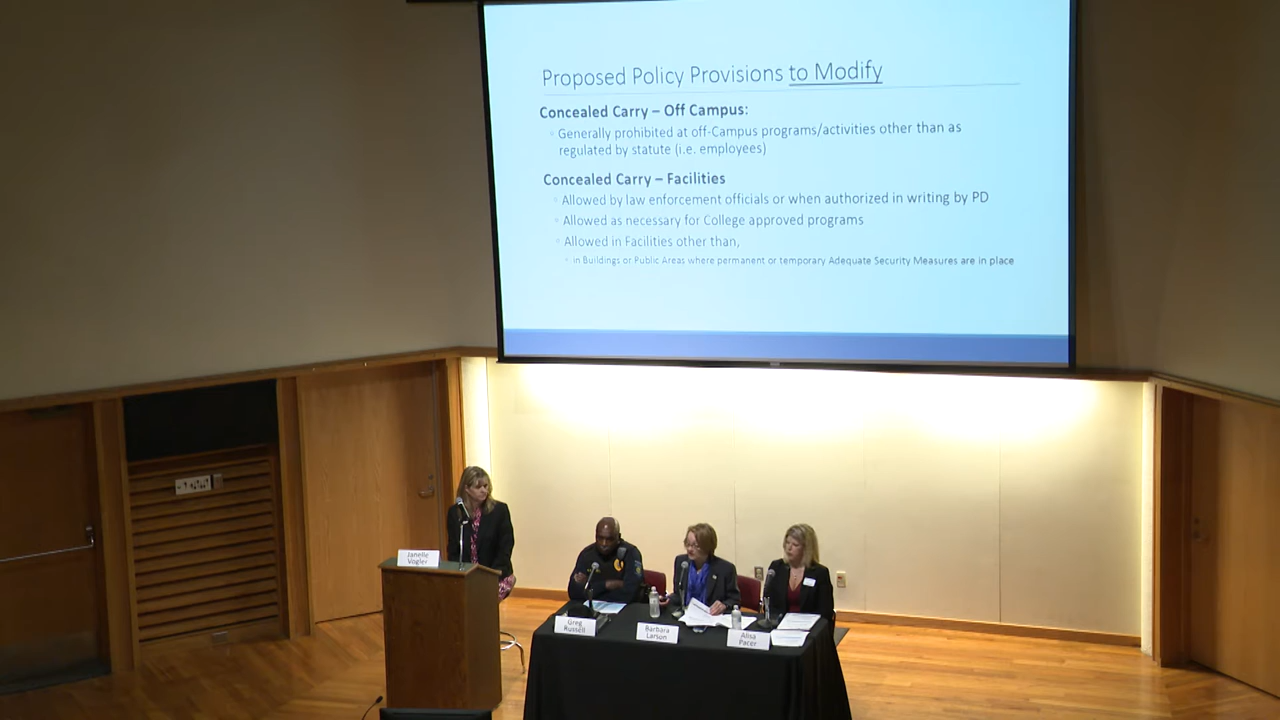 Proposed Policy Provisions to Modify
Concealed Carry – Off Campus:
◦ Generally prohibited at off-Campus programs/activities other than as
regulated by statute (i.e. employees)
Concealed Carry – Facilities
◦ Allowed by law enforcement officials or when authorized in writing by PD
◦ Allowed as necessary for College approved programs
◦ Allowed in Facilities other than,
◦ in Buildings or Public Areas where permanent or temporary Adequate Security Measures are in place
Janelle
Vogler
Greg
Russell
Barbara
Larson
Alisa
Pacer